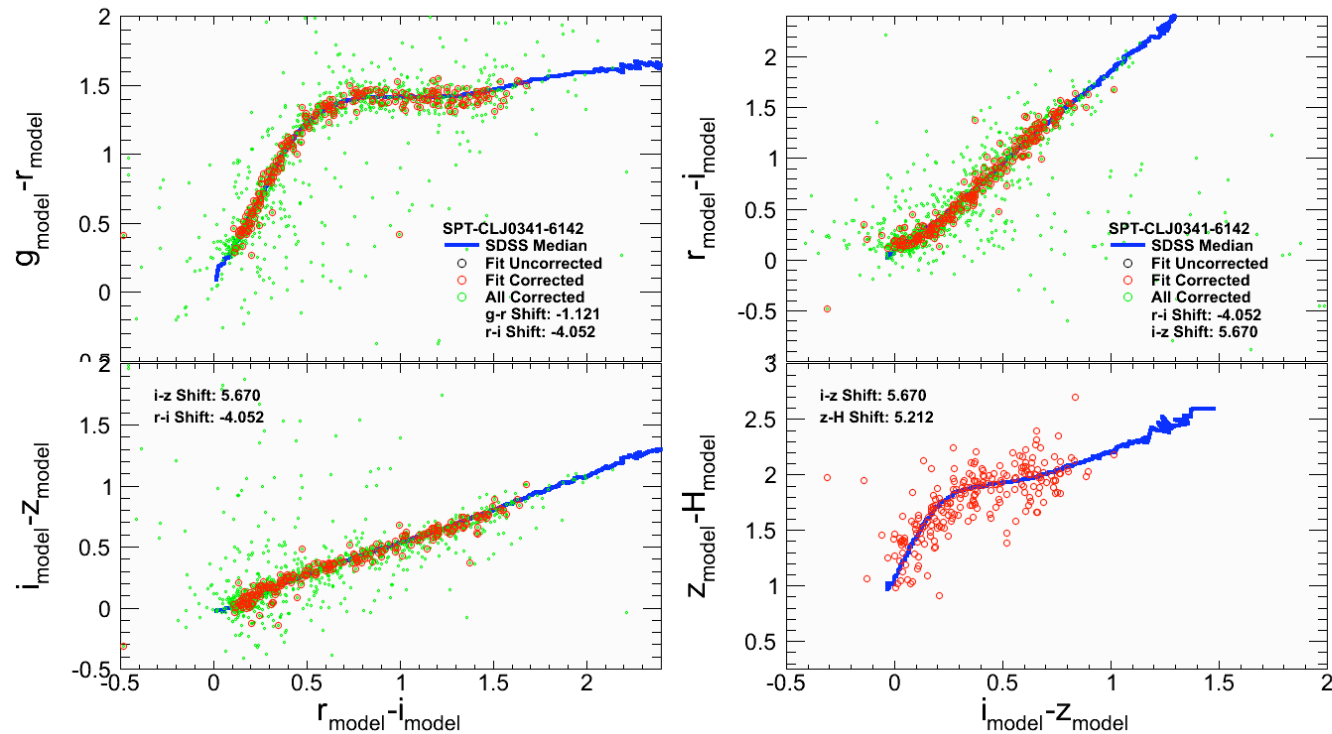 2
1.5
1
0.5
0
g_model-r_model
SPT-CLJ0341-6142
SDSS Median
Fit Uncorrected
Fit Corrected
All Corrected
g-r Shift: -1.121
r-i Shift: -4.052
2
1.5
1
0.5
0
-0.5
r_model-i_model
SPT-CLJ0341-6142
SDSS Median
Fit Uncorrected
Fit Corrected
All Corrected
r-i Shift: -4.052
i-z Shift: 5.670
i-z Shift: 5.670
r-i Shift: -4.052
1.5
1
0.5
0
-0.5
i_model-z_model
-0.5 0 0.5 1 1.5 2
r_model-i_model
i-z Shift: 5.670
z-H Shift: 5.212
3
2.5
2
1.5
1
0.5
z_model-H_model
-0.5 0 0.5 1 1.5 2
i_model-z_model